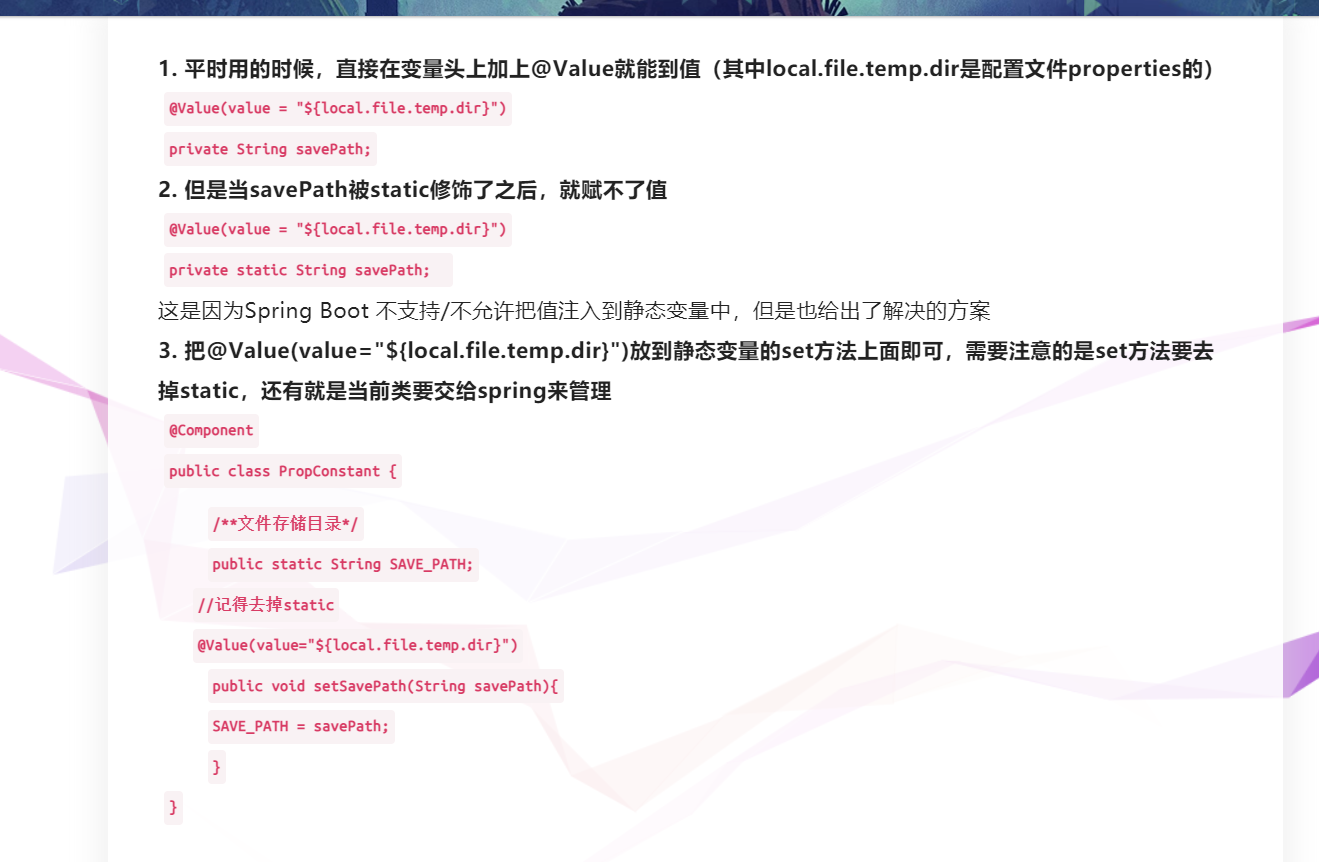 1. 平时用的时候，直接在变量头上加上@Value就能到值（其中local.file.temp.dir是配置文件properties的）
@Value(value = "${local.file.temp.dir}")
private String savePath;
2. 但是当savePath被static修饰了之后，就赋不了值
@Value(value = "${local.file.temp.dir}")
private static String savePath;
这是因为Spring Boot 不支持/不允许把值注入到静态变量中，但是也给出了解决的方案
3. 把@Value(value="${local.file.temp.dir}")放到静态变量的set方法上面即可，需要注意的是set方法要去
掉static，还有就是当前类要交给spring来管理
@Component
public class PropConstant {
/**文件存储目录*/
public static String SAVE_PATH;
//记得去掉static
@Value(value="${local.file.temp.dir}")
public void setSavePath(String savePath){
SAVE_PATH = savePath;
}
}